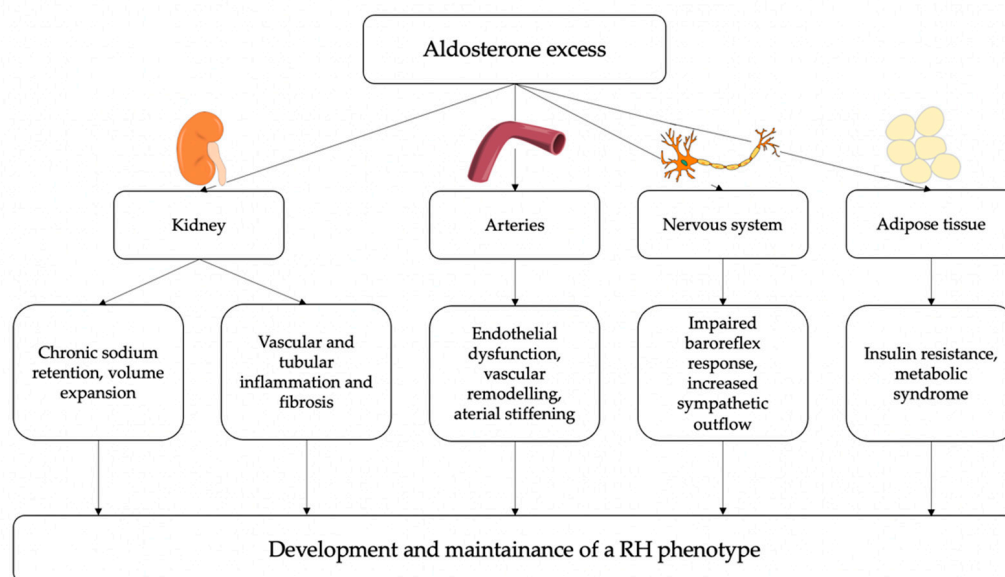 Aldosterone excess
Kidney
Arteries
Nervous system
Adipose tissue
Chronic sodium
retention, volume
expansion
Vascular and
tubular
inflammation and
fibrosis
Endothelial
dysfunction,
vascular
remodelling,
aterial stiffening
Impaired
baroreflex
response,
increased
sympathetic
outflow
Insulin resistance,
metabolic
syndrome
Development and maintainance of a RH phenotype